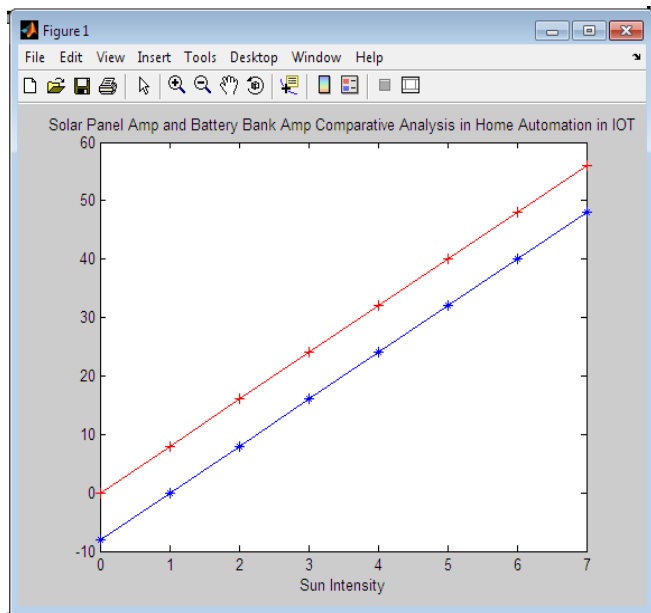 Figure 1
File Edit View Insert Tools Desktop Window Help
Solar Panel Amp and Battery Bank Amp Comparative Analysis in Home Automation in IOT
60
50
40
30
20
10
0
-10
0 1 2 3 4 5 6 7
Sun Intensity